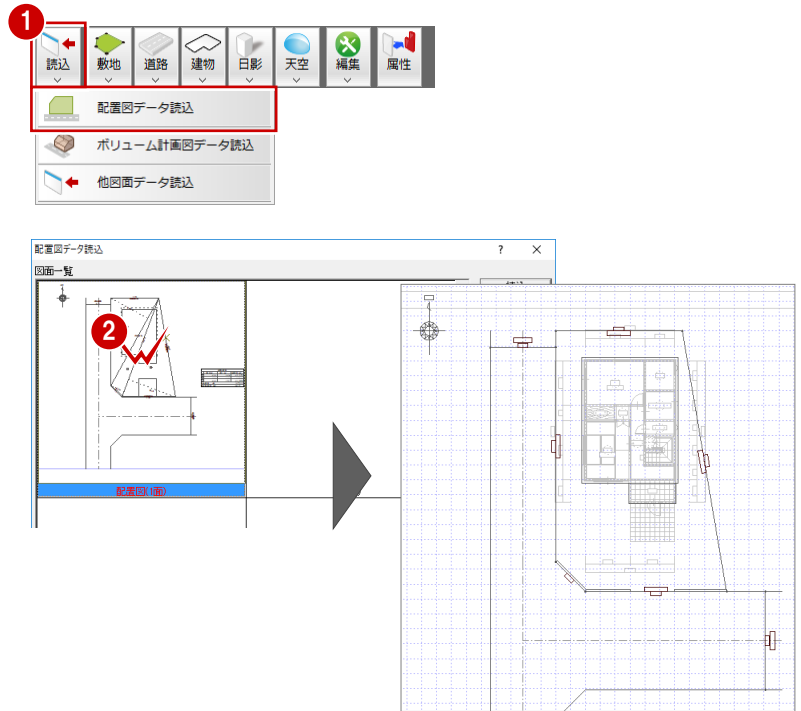 1
読込
敷地
道路
建物
日影
天空
編集
属性
配置図データ読込
ボリューム計画図データ読込
他図面データ読込
配置図データ読込
? ×
図面一覧
2
配置図(1面)